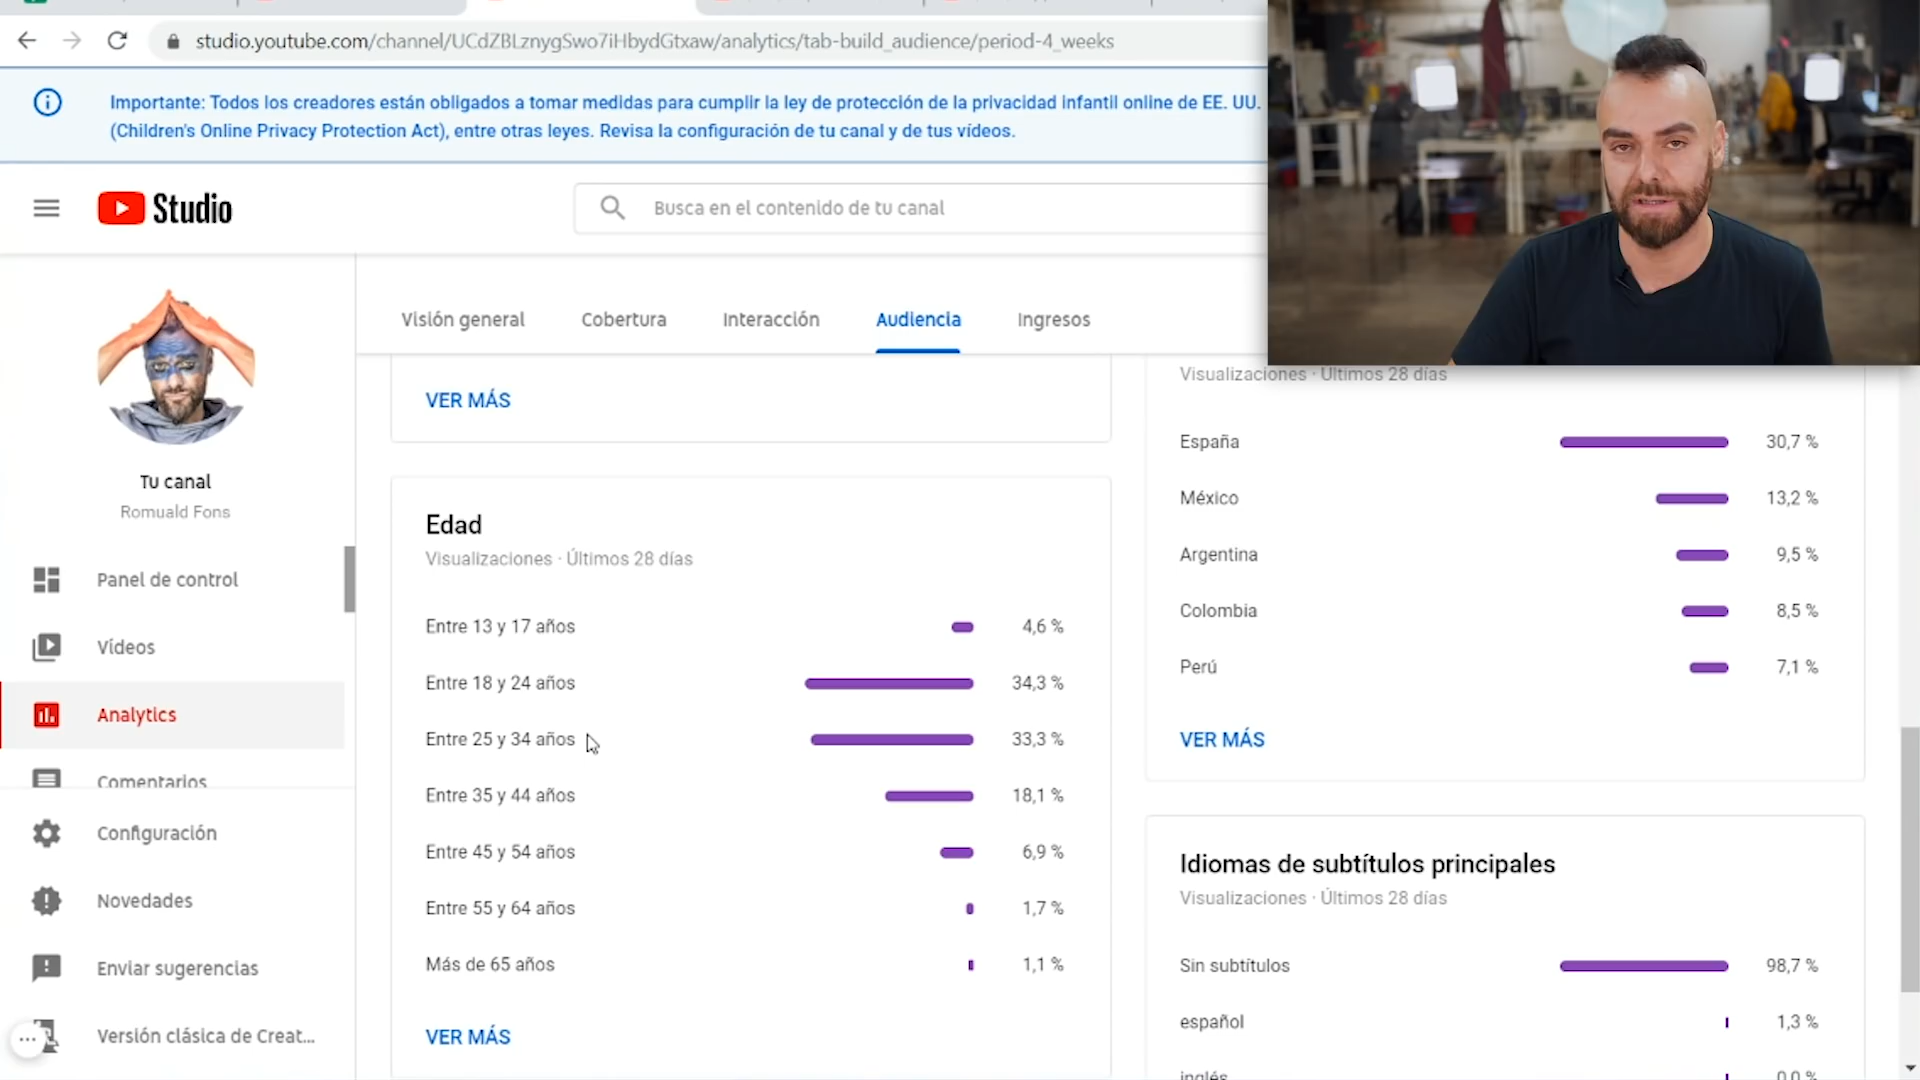 studio.youtube.com/channel/UCdZBLznygSwo7iHbydGtxaw/analytics/tab-build_audience/period-4_weeks
Importante: Todos los creadores están obligados a tomar medidas para cumplir la ley de protección de la privacidad infantil online de EE. UU.
(Children's Online Privacy Protection Act), entre otras leyes. Revisa la configuración de tu canal y de tus vídeos.
Studio
Busca en el contenido de tu canal
Tu canal
Romuald Fons
Panel de control
Vídeos
Analytics
Comentarios
Configuración
Novedades
Enviar sugerencias
Versión clásica de Creat...
Visión general
Cobertura
Interacción
Audiencia
Ingresos
VER MÁS
Edad
Visualizaciones · Últimos 28 días
Entre 13 y 17 años 4,6 %
Entre 18 y 24 años 34,3 %
Entre 25 y 34 años 33,3 %
Entre 35 y 44 años 18,1 %
Entre 45 y 54 años 6,9 %
Entre 55 y 64 años 1,7 %
Más de 65 años 1,1 %
VER MÁS
Visualizaciones · Últimos 28 días
España 30,7 %
México 13,2 %
Argentina 9,5 %
Colombia 8,5 %
Perú 7,1 %
VER MÁS
Idiomas de subtítulos principales
Visualizaciones · Últimos 28 días
Sin subtítulos 98,7 %
español 1,3 %
inglés 0,0 %